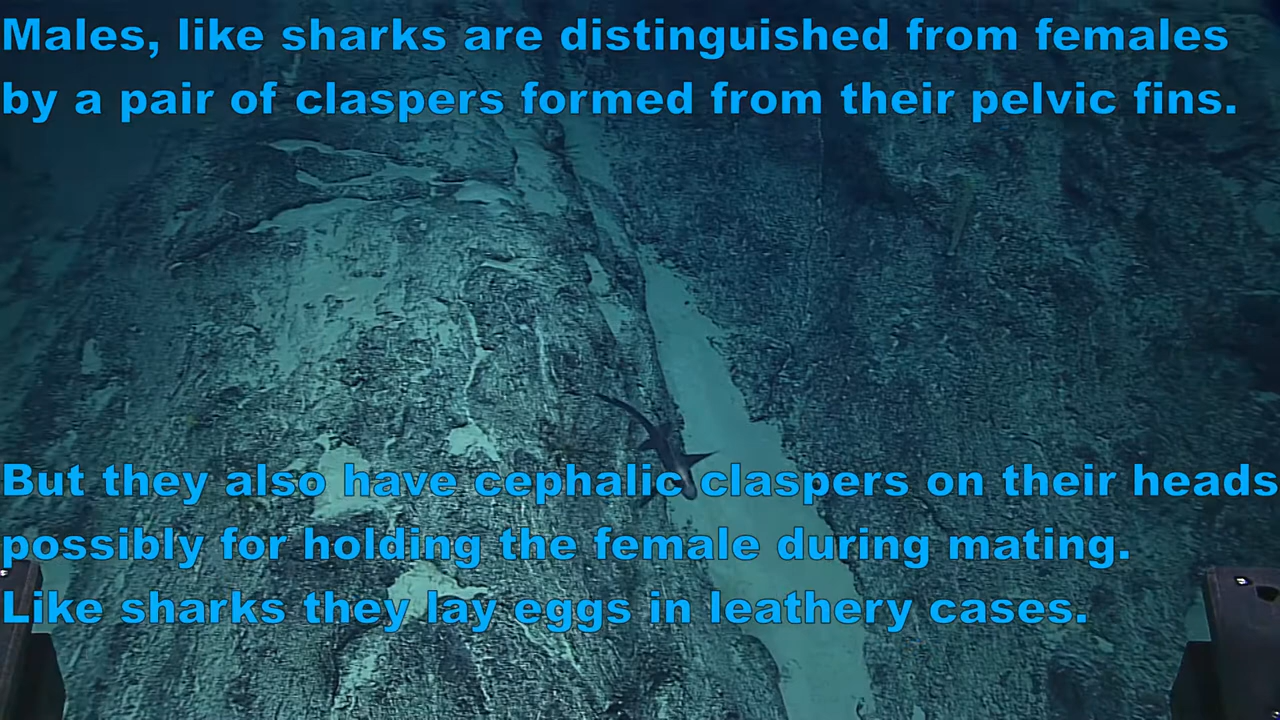 Males, like sharks are distinguished from females
by a pair of claspers formed from their pelvic fins.
But they also have cephalic claspers on their heads
possibly for holding the female during mating.
Like sharks they lay eggs in leathery cases.